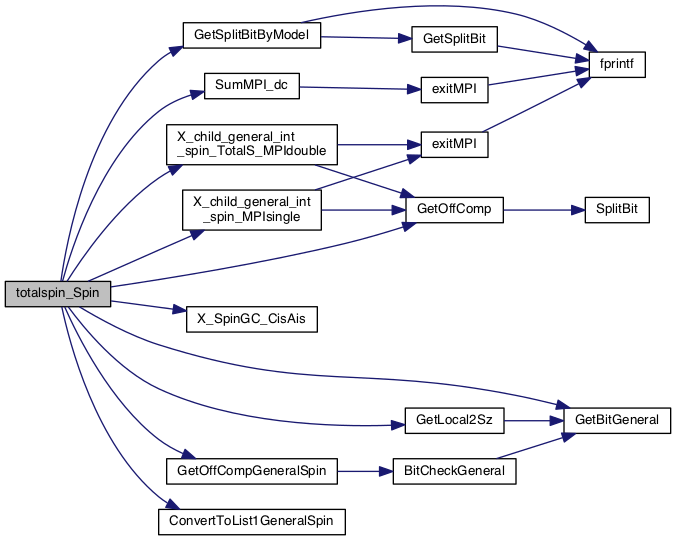 GetSplitBitByModel
GetSplitBit
fprintf
SumMPI_dc
exitMPI
X_child_general_int
_spin_TotalS_MPIdouble
exitMPI
X_child_general_int
_spin_MPIsingle
GetOffComp
SplitBit
totalspin_Spin
X_SpinGC_CisAis
GetLocal2Sz
GetBitGeneral
GetOffCompGeneralSpin
BitCheckGeneral
ConvertToList1GeneralSpin